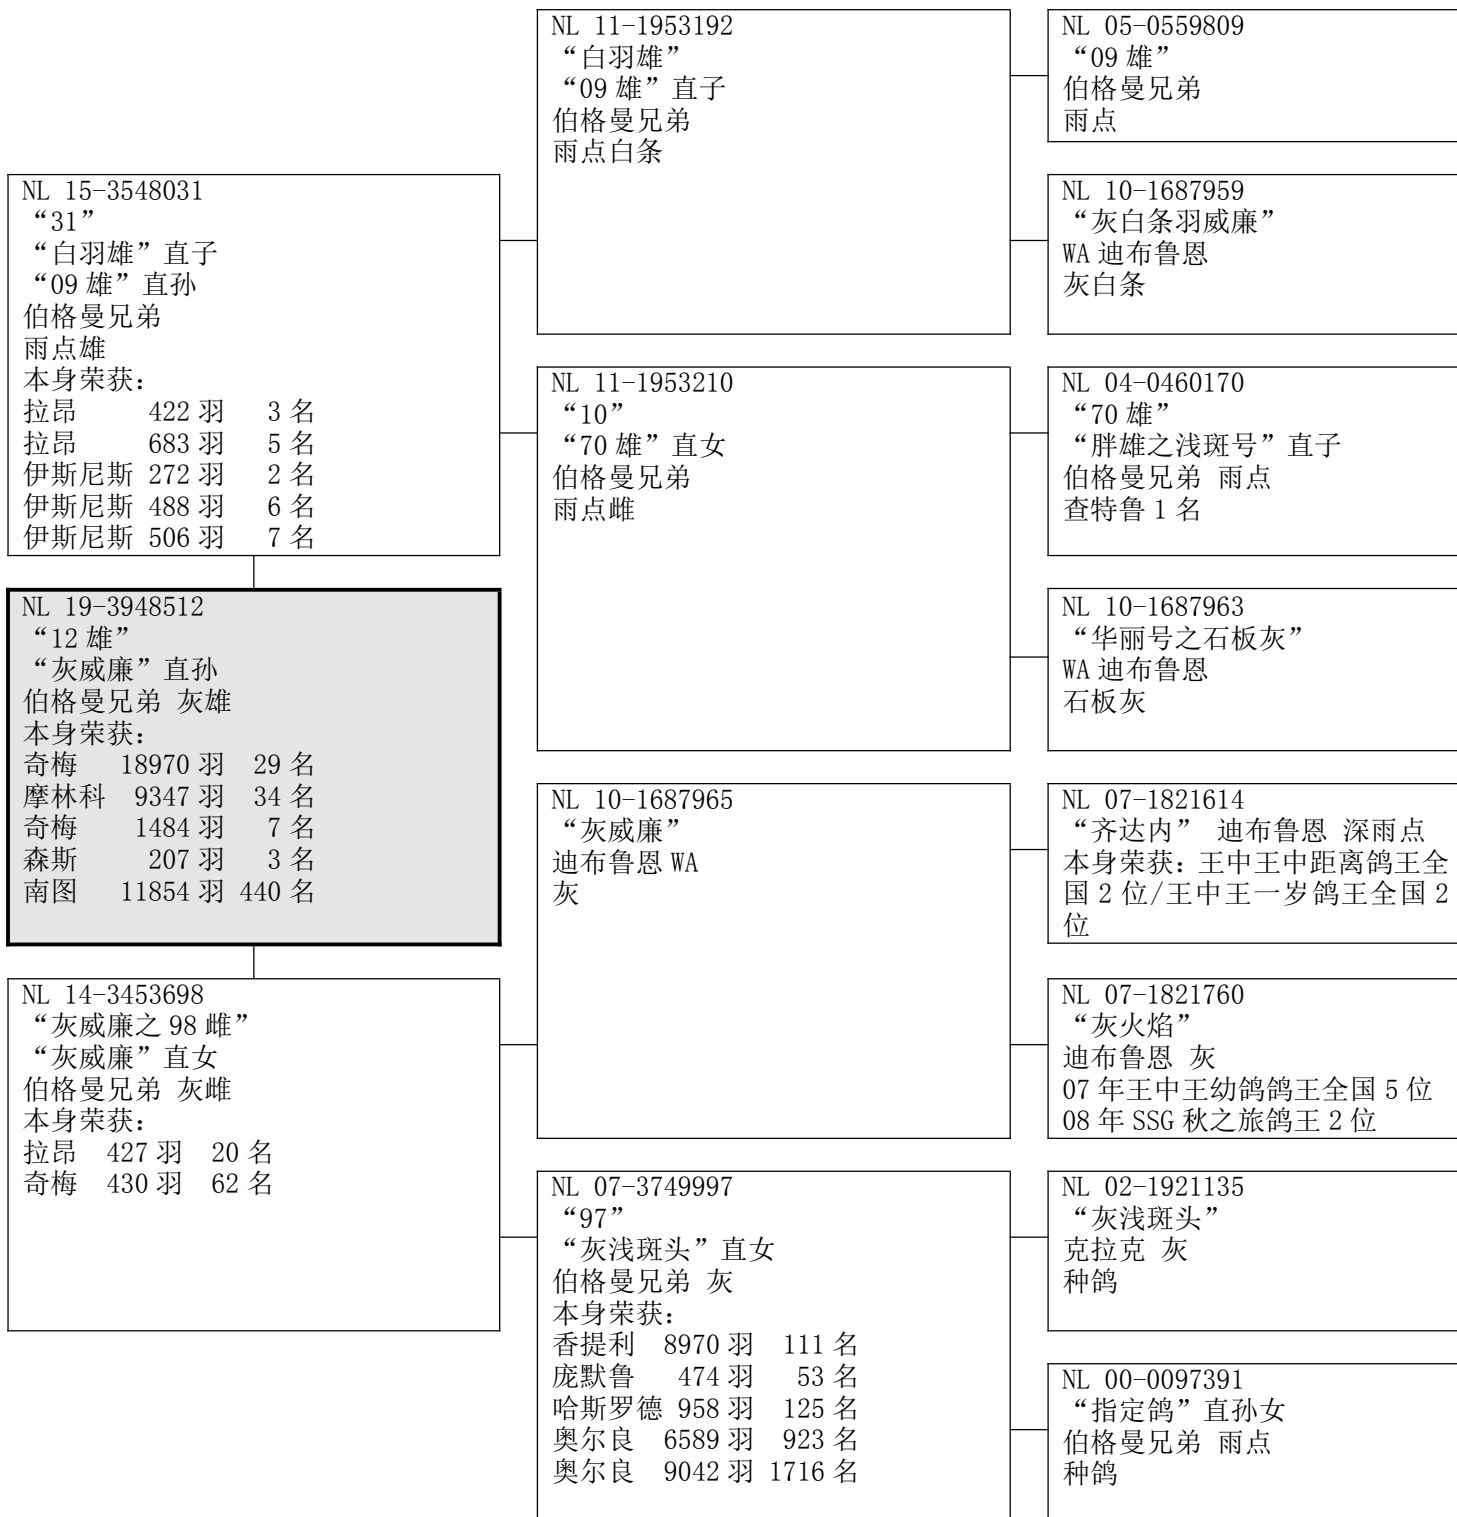 NL 15-3548031
“31”
“白羽雄”直子
“09 雄”直孙
伯格曼兄弟
雨点雄
本身荣获：
拉昂 422 羽 3 名
拉昂 683 羽 5 名
伊斯尼斯 272 羽 2 名
伊斯尼斯 488 羽 6 名
伊斯尼斯 506 羽 7 名
NL 19-3948512
“12 雄”
“灰威廉”直孙
伯格曼兄弟 灰雄
本身荣获：
奇梅 18970 羽 29 名
摩林科 9347 羽 34 名
奇梅 1484 羽 7 名
森斯 207 羽 3 名
南图 11854 羽 440 名
NL 14-3453698
“灰威廉之 98 雌”
“灰威廉”直女
伯格曼兄弟 灰雌
本身荣获：
拉昂 427 羽 20 名
奇梅 430 羽 62 名
NL 11-1953192
“白羽雄”
“09 雄”直子
伯格曼兄弟
雨点白条
NL 11-1953210
“10”
“70 雄”直女
伯格曼兄弟
雨点雌
NL 10-1687965
“灰威廉”
迪布鲁恩 WA
灰
NL 07-3749997
“97”
“灰浅斑头”直女
伯格曼兄弟 灰
本身荣获：
香提利 8970 羽 111 名
庞默鲁 474 羽 53 名
哈斯罗德 958 羽 125 名
奥尔良 6589 羽 923 名
奥尔良 9042 羽 1716 名
NL 05-0559809
“09 雄”
伯格曼兄弟
雨点
NL 10-1687959
“灰白条羽威廉”
WA 迪布鲁恩
灰白条
NL 04-0460170
“70 雄”
“胖雄之浅斑号”直子
伯格曼兄弟 雨点
查特鲁 1 名
NL 10-1687963
“华丽号之石板灰”
WA 迪布鲁恩
石板灰
NL 07-1821614
“齐达内” 迪布鲁恩 深雨点
本身荣获：王中王中距离鸽王全
国 2 位/王中王一岁鸽王全国 2
位
NL 07-1821760
“灰火焰”
迪布鲁恩 灰
07 年王中王幼鸽鸽王全国 5 位
08 年 SSG 秋之旅鸽王 2 位
NL 02-1921135
“灰浅斑头”
克拉克 灰
种鸽
NL 00-0097391
“指定鸽”直孙女
伯格曼兄弟 雨点
种鸽